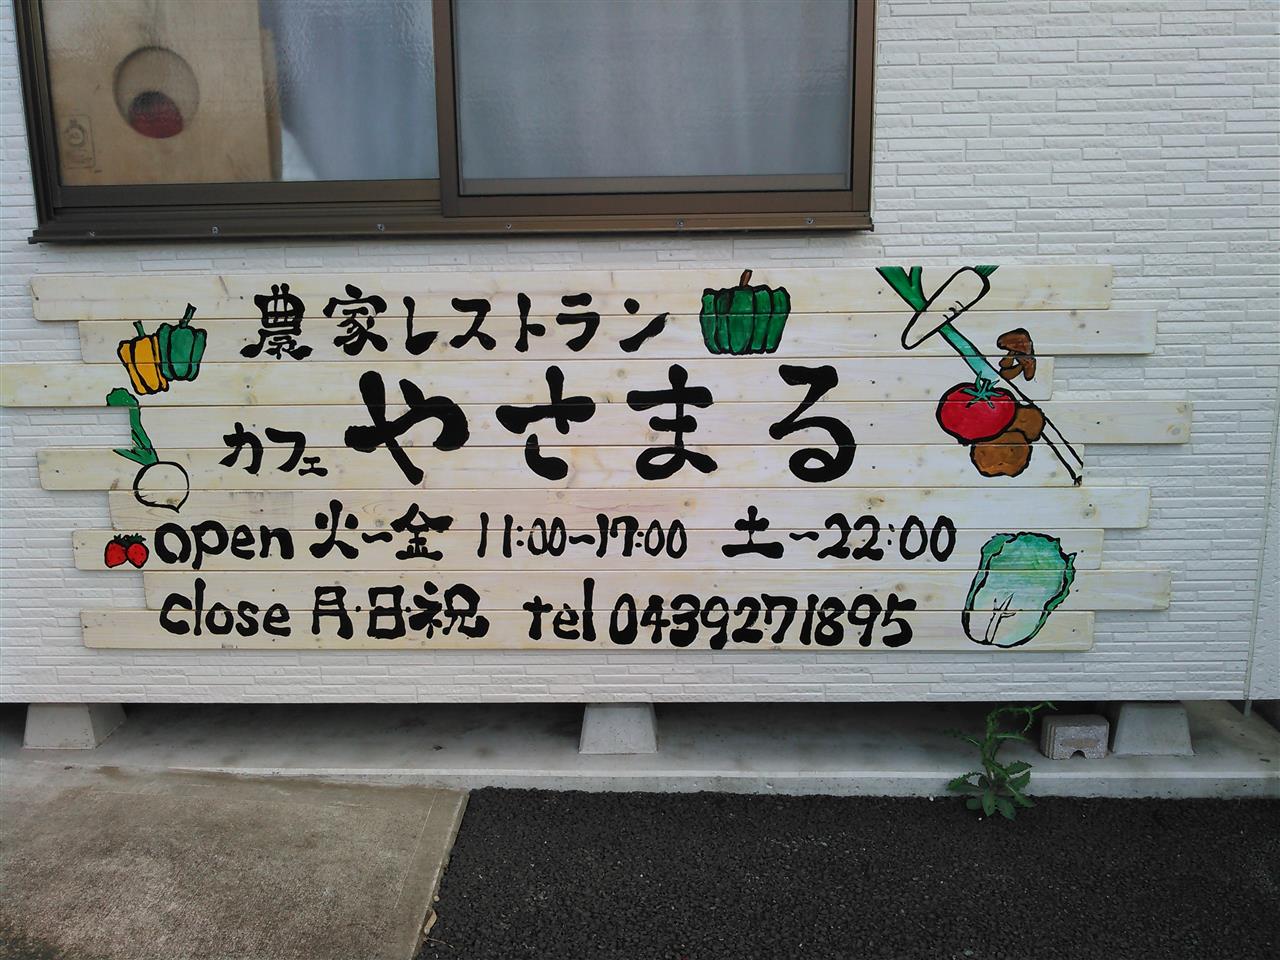 農家レストラン
カフェ やさまる
open 火～金 11:00～17:00 土～22:00
close 月・日・祝 tel 0439271895